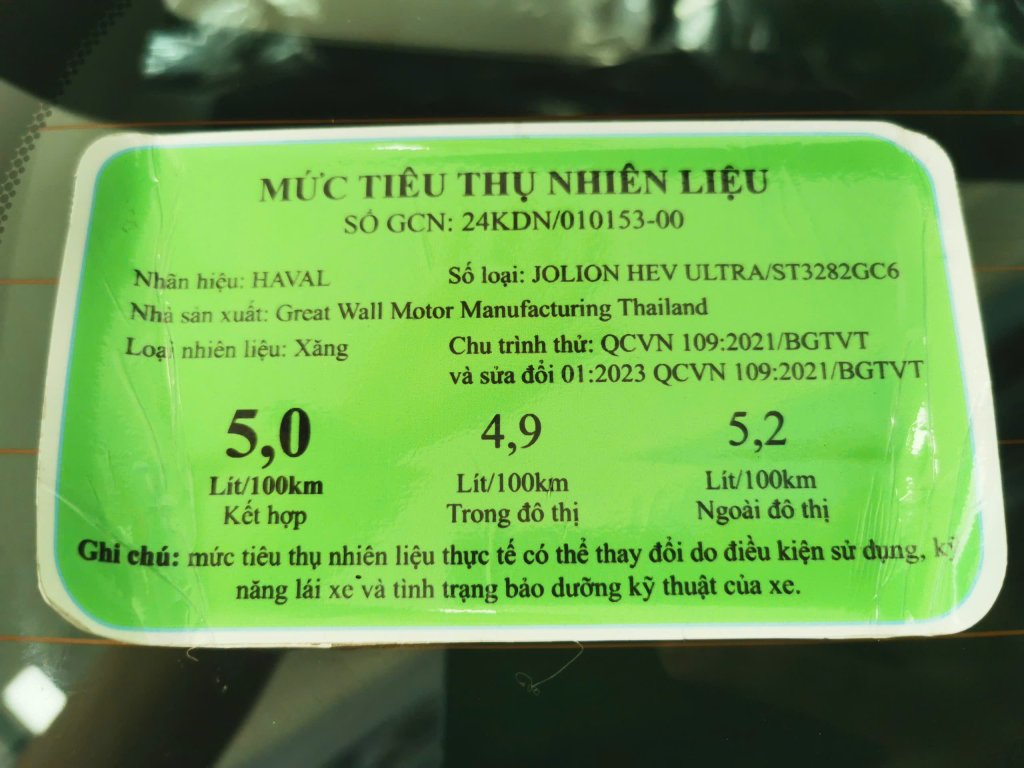 MỨC TIÊU THỤ NHIÊN LIỆU
SỐ GCN: 24KDN/010153-00
Nhãn hiệu: HAVAL Số loại: JOLION HEV ULTRA/ST3282GC6
Nhà sản xuất: Great Wall Motor Manufacturing Thailand
Loại nhiên liệu: Xăng Chu trình thử: QCVN 109:2021/BGTVT
và sửa đổi 01:2023 QCVN 109:2021/BGTVT
5,0 4,9 5,2
Lít/100km Lít/100km Lít/100km
Kết hợp Trong đô thị Ngoài đô thị
Ghi chú: mức tiêu thụ nhiên liệu thực tế có thể thay đổi do điều kiện sử dụng, kỹ
năng lái xe và tình trạng bảo dưỡng kỹ thuật của xe.